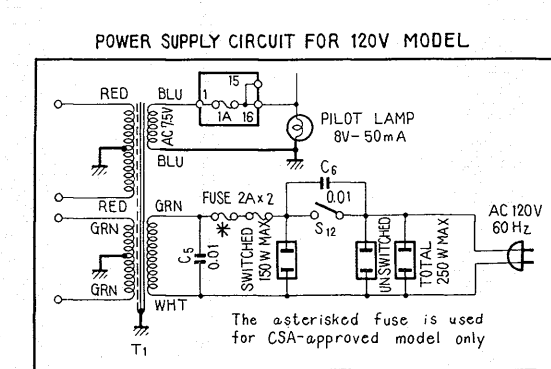 POWER SUPPLY CIRCUIT FOR 120V MODEL
RED
BLU
15
1
1A
16
AC 7.5V
PILOT LAMP
8V-50mA
BLU
C6
0.01
RED
GRN
FUSE 2A×2
GRN
*
S12
AC 120V
60 Hz
C5
0.01
SWITCHED
150W MAX
UNSWITCHED
TOTAL
250W MAX
GRN
WHT
T1
The asterisked fuse is used
for CSA-approved model only